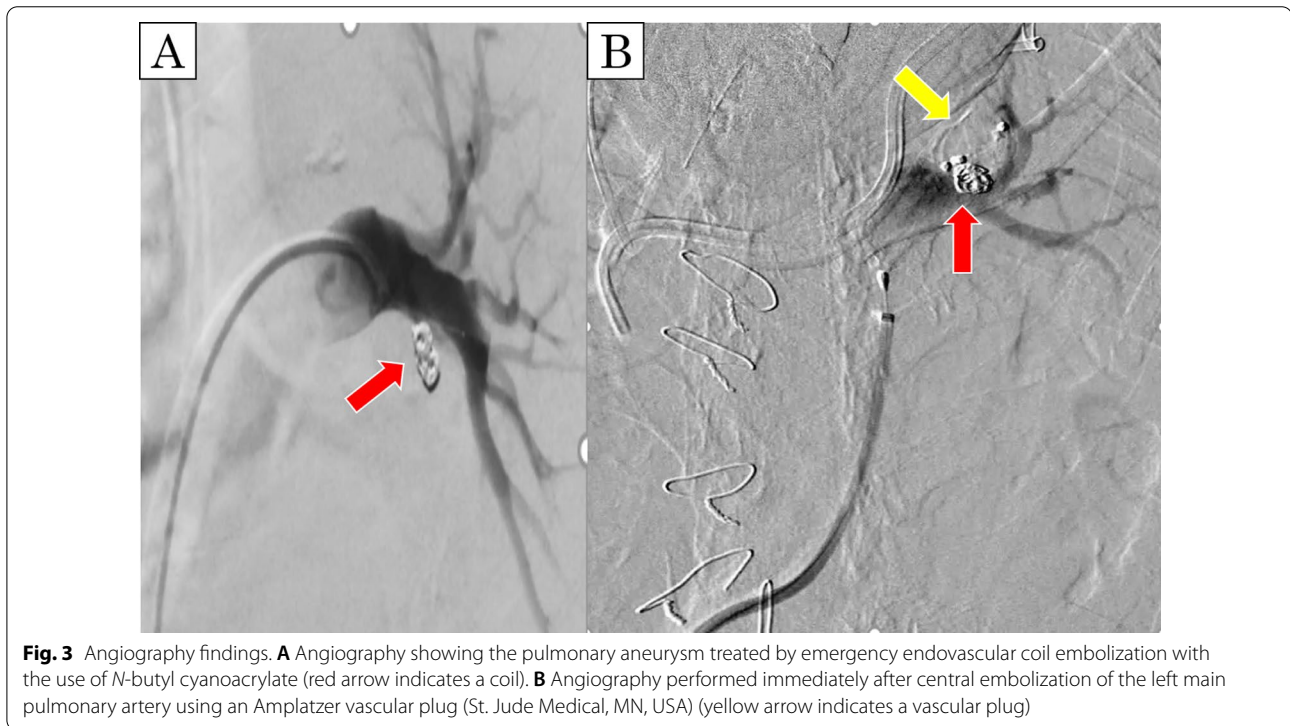 A
B
Fig. 3 Angiography findings. A Angiography showing the pulmonary aneurysm treated by emergency endovascular coil embolization with
the use of N-butyl cyanoacrylate (red arrow indicates a coil). B Angiography performed immediately after central embolization of the left main
pulmonary artery using an Amplatzer vascular plug (St. Jude Medical, MN, USA) (yellow arrow indicates a vascular plug)